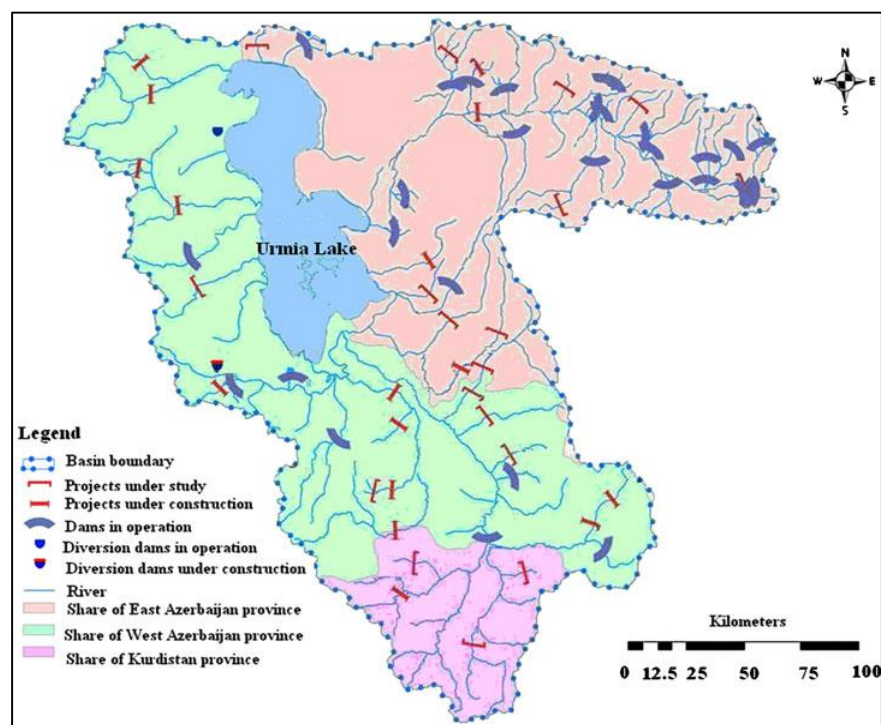 N
W E
S
Urmia Lake
Legend
Basin boundary
Projects under study
Projects under construction
Dams in operation
Diversion dams in operation
Diversion dams under construction
River
Share of East Azerbaijan province
Share of West Azerbaijan province
Share of Kurdistan province
Kilometers
0 12.5 25 50 75 100